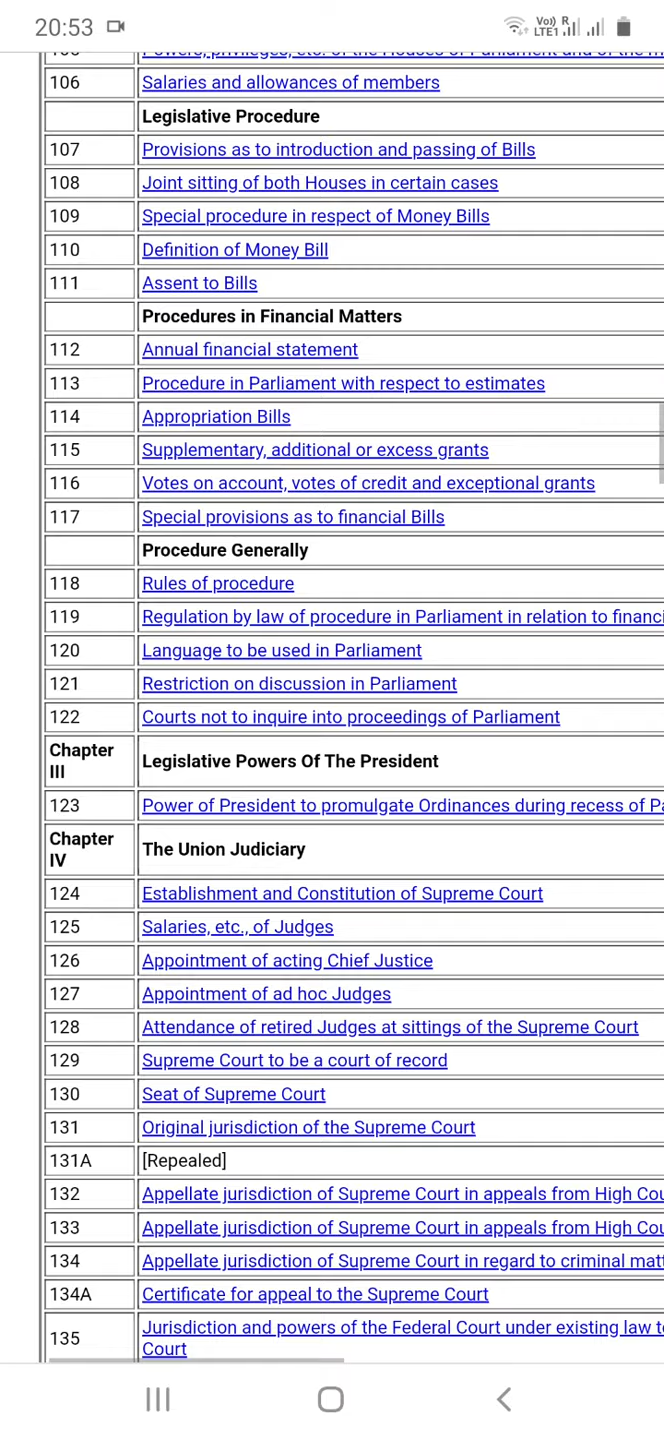 20:53
Vo) R
LTE1
106 Salaries and allowances of members
Legislative Procedure
107 Provisions as to introduction and passing of Bills
108 Joint sitting of both Houses in certain cases
109 Special procedure in respect of Money Bills
110 Definition of Money Bill
111 Assent to Bills
Procedures in Financial Matters
112 Annual financial statement
113 Procedure in Parliament with respect to estimates
114 Appropriation Bills
115 Supplementary, additional or excess grants
116 Votes on account, votes of credit and exceptional grants
117 Special provisions as to financial Bills
Procedure Generally
118 Rules of procedure
119 Regulation by law of procedure in Parliament in relation to financi
120 Language to be used in Parliament
121 Restriction on discussion in Parliament
122 Courts not to inquire into proceedings of Parliament
Chapter
III Legislative Powers Of The President
123 Power of President to promulgate Ordinances during recess of Pa
Chapter
IV The Union Judiciary
124 Establishment and Constitution of Supreme Court
125 Salaries, etc., of Judges
126 Appointment of acting Chief Justice
127 Appointment of ad hoc Judges
128 Attendance of retired Judges at sittings of the Supreme Court
129 Supreme Court to be a court of record
130 Seat of Supreme Court
131 Original jurisdiction of the Supreme Court
131A [Repealed]
132 Appellate jurisdiction of Supreme Court in appeals from High Cou
133 Appellate jurisdiction of Supreme Court in appeals from High Cou
134 Appellate jurisdiction of Supreme Court in regard to criminal matt
134A Certificate for appeal to the Supreme Court
135 Jurisdiction and powers of the Federal Court under existing law to
Court